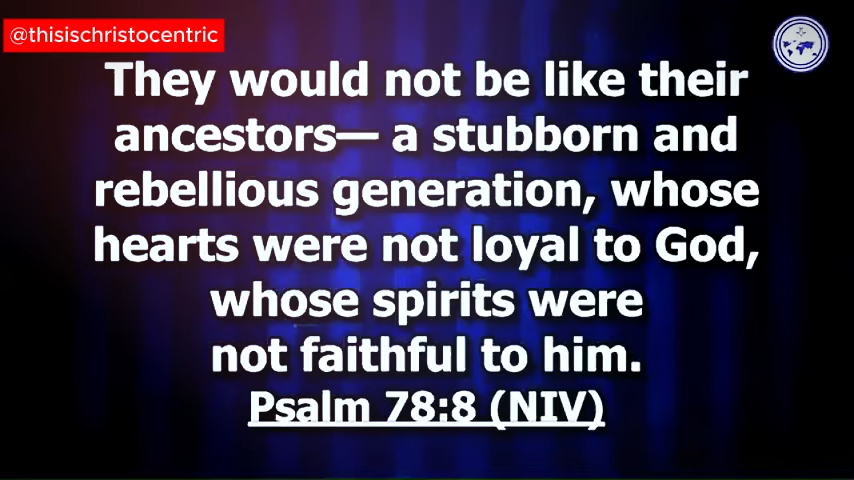 @thisischristocentric
They would not be like their
ancestors— a stubborn and
rebellious generation, whose
hearts were not loyal to God,
whose spirits were
not faithful to him.
Psalm 78:8 (NIV)